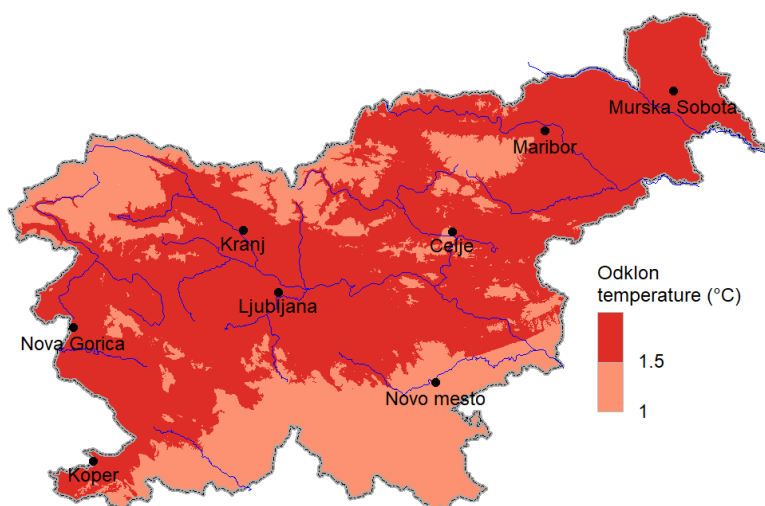 Murska Sobota
Maribor
Kranj
Celje
Ljubljana
Nova Gorica
Novo mesto
Koper
Odklon
temperature (°C)
1.5
1